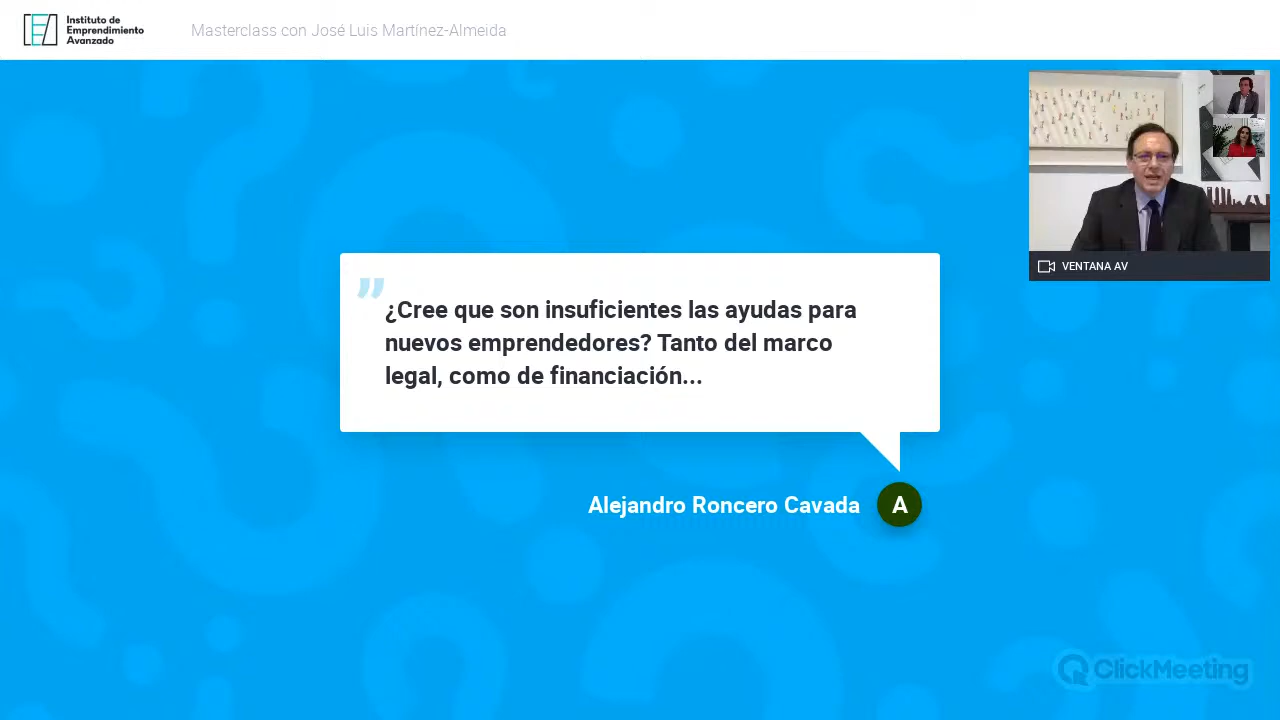 Instituto de
Emprendimiento
Avanzado
Masterclass con José Luis Martínez-Almeida
VENTANA AV
¿Cree que son insuficientes las ayudas para
nuevos emprendedores? Tanto del marco
legal, como de financiación...
Alejandro Roncero Cavada
A
ClickMeeting